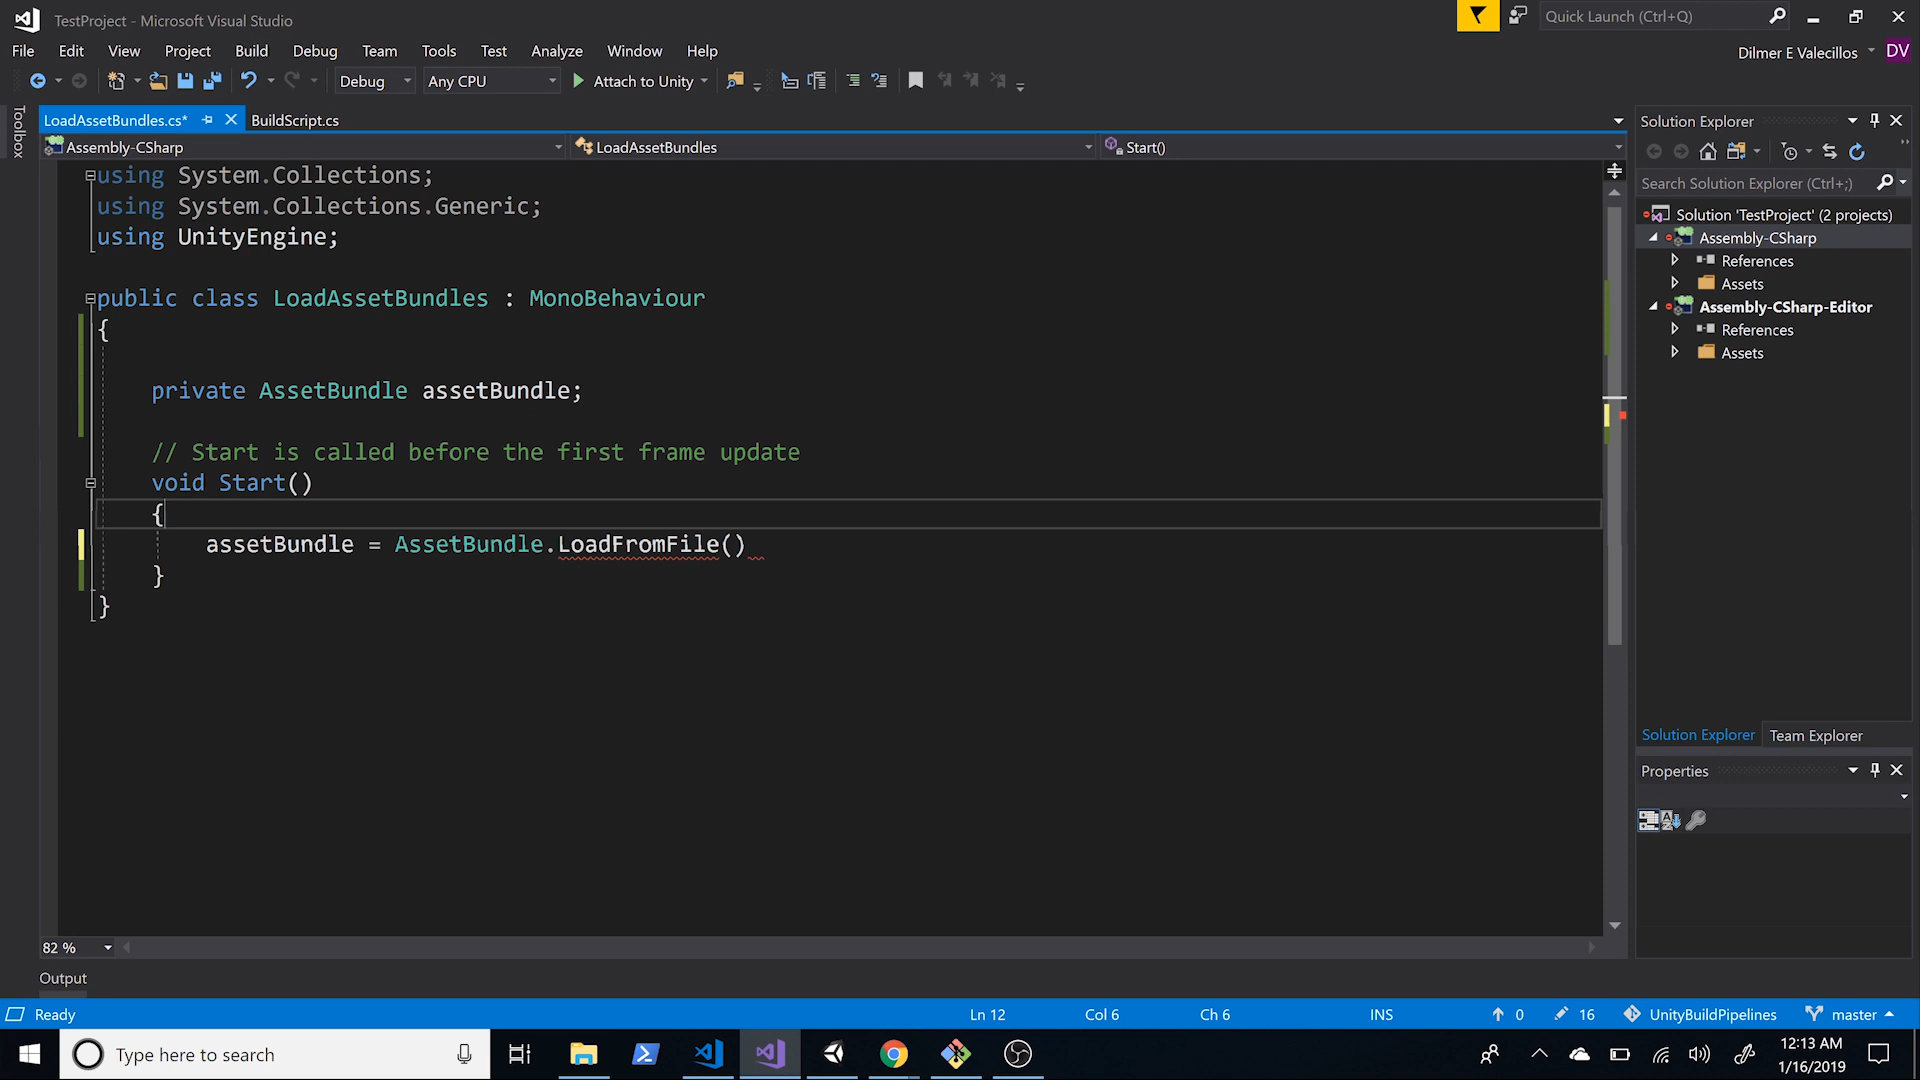 TestProject - Microsoft Visual Studio
Quick Launch (Ctrl+Q)
File Edit View Project Build Debug Team Tools Test Analyze Window Help
Dilmer E Valecillos DV
Debug Any CPU Attach to Unity
Toolbox
LoadAssetBundles.cs* BuildScript.cs
Assembly-CSharp LoadAssetBundles Start()
using System.Collections;
using System.Collections.Generic;
using UnityEngine;
public class LoadAssetBundles : MonoBehaviour
{
private AssetBundle assetBundle;
// Start is called before the first frame update
void Start()
{
assetBundle = AssetBundle.LoadFromFile()
}
}
82 %
Output
Solution Explorer
Search Solution Explorer (Ctrl+;)
Solution 'TestProject' (2 projects)
Assembly-CSharp
References
Assets
Assembly-CSharp-Editor
References
Assets
Solution Explorer Team Explorer
Properties
Ready Ln 12 Col 6 Ch 6 INS 0 16 UnityBuildPipelines master
Type here to search
12:13 AM
1/16/2019